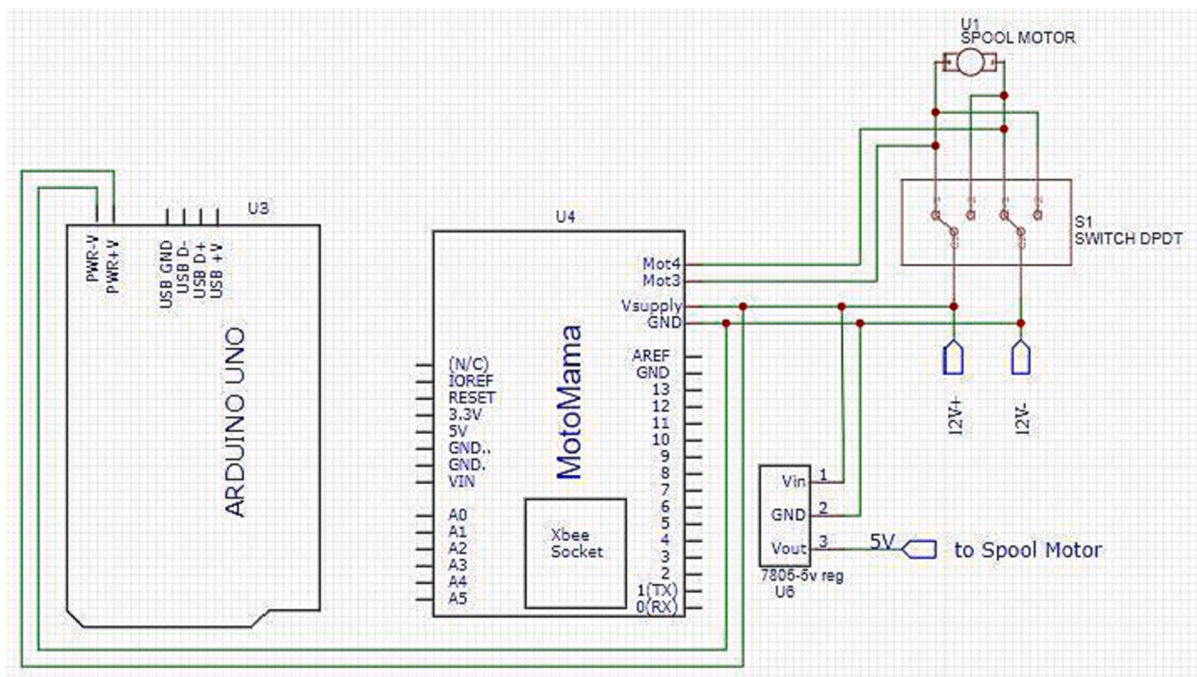 U1
SPOOL MOTOR
S1
SWITCH DPDT
12V+
12V-
U3
PWR-V
PWR+V
USB GND
USB D-
USB D+
USB +V
ARDUINO UNO
U4
Mot4
Mot3
Vsupply
GND
MotoMama
(N/C)
IOREF
RESET
3.3V
5V
GND..
GND.
VIN
A0
A1
A2
A3
A4
A5
AREF
GND
13
12
11
10
9
8
7
6
5
4
3
2
1(TX)
0(RX)
Xbee
Socket
Vin 1
GND 2
Vout 3
7805-5v reg
U6
5V
to Spool Motor